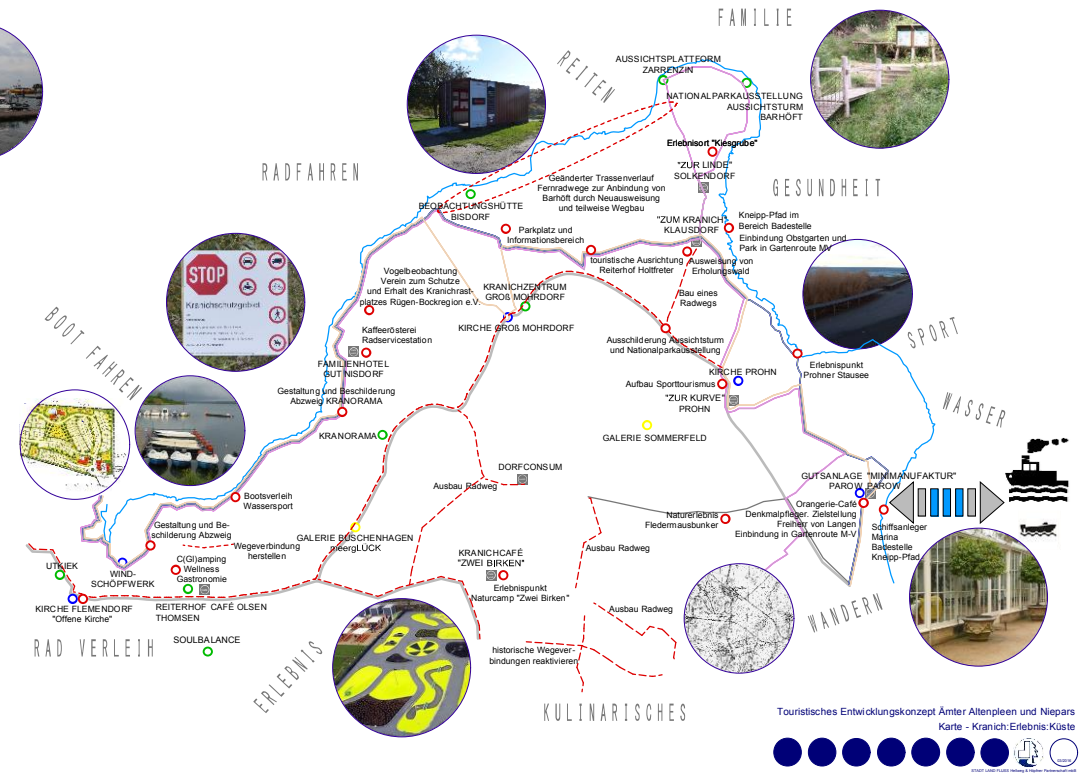 FAMILIE
REITEN
AUSSICHTSPLATTFORM
ZARRENZIN
NATIONALPARKAUSSTELLUNG
AUSSICHTSTURM
BARHÖFT
RADFAHREN
Erlebnisort "Kiesgrube"
"ZUR LINDE"
SOLKENDORF
GESUNDHEIT
Geänderter Trassenverlauf
Fernradwege zur Anbindung von
Barhöft durch Neuausweisung
und teilweise Wegbau
BEOBACHTUNGSHÜTTE
BISDORF
Parkplatz und
Informationsbereich
"ZUM KRANICH"
KLAUSDORF
Kneipp-Pfad im
Bereich Badestelle
Einbindung Obstgarten und
Park in Gartenroute MV
touristische Ausrichtung
Reiterhof Holtfreter
Ausweisung von
Erholungswald
STOP
Kranichschutzgebiet
Vogelbeobachtung
Verein zum Schutze
und Erhalt des Kranichrast-
platzes Rügen-Bockregion e.V.
KRANICHZENTRUM
GROß MOHRDORF
Bau eines
Radwegs
KIRCHE GROß MOHRDORF
BOOT FAHREN
SPORT
Kaffeerösterei
Radservicestation
FAMILIENHOTEL
GUT NISDORF
Ausschilderung Aussichtsturm
und Nationalparkausstellung
Erlebnispunkt
Prohner Stausee
KIRCHE PROHN
Aufbau Sporttourismus
"ZUR KURVE"
PROHN
Gestaltung und Beschilderung
Abzweig KRANORAMA
WASSER
KRANORAMA
GALERIE SOMMERFELD
DORFCONSUM
Ausbau Radweg
GUTSANLAGE "MINIMANUFAKTUR"
PAROW PAROW
Orangerie-Café
Denkmalpfleger. Zielstellung
Freiherr von Langen
Einbindung in Gartenroute M-V
Schiffsanleger
Marina
Badestelle
Kneipp-Pfad
Bootsverleih
Wassersport
Naturerlebnis
Fledermausbunker
Gestaltung und Be-
schilderung Abzweig
GALERIE BUSCHENHAGEN
meerGLÜCK
Wegeverbindung
herstellen
Ausbau Radweg
KRANICHCAFÉ
"ZWEI BIRKEN"
Erlebnispunkt
Naturcamp "Zwei Birken"
UTKIEK
WIND-
SCHÖPFWERK
C(Gl)amping
Wellness
Gastronomie
KIRCHE FLEMENDORF
"Offene Kirche"
REITERHOF CAFÉ OLSEN
THOMSEN
Ausbau Radweg
WANDERN
RAD VERLEIH
SOULBALANCE
ERLEBNIS
historische Wegever-
bindungen reaktivieren
KULINARISCHES
Touristisches Entwicklungskonzept Ämter Altenpleen und Niepars
Karte - Kranich:Erlebnis:Küste